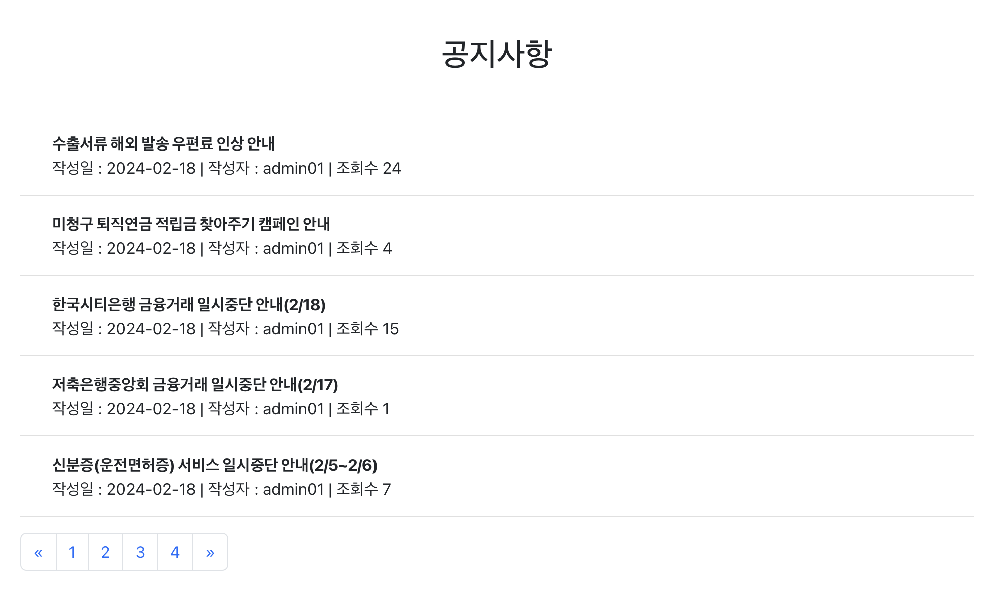 공지사항
수출서류 해외 발송 우편료 인상 안내
작성일 : 2024-02-18 | 작성자 : admin01 | 조회수 24
미청구 퇴직연금 적립금 찾아주기 캠페인 안내
작성일 : 2024-02-18 | 작성자 : admin01 | 조회수 4
한국시티은행 금융거래 일시중단 안내(2/18)
작성일 : 2024-02-18 | 작성자 : admin01 | 조회수 15
저축은행중앙회 금융거래 일시중단 안내(2/17)
작성일 : 2024-02-18 | 작성자 : admin01 | 조회수 1
신분증(운전면허증) 서비스 일시중단 안내(2/5~2/6)
작성일 : 2024-02-18 | 작성자 : admin01 | 조회수 7
« 1 2 3 4 »